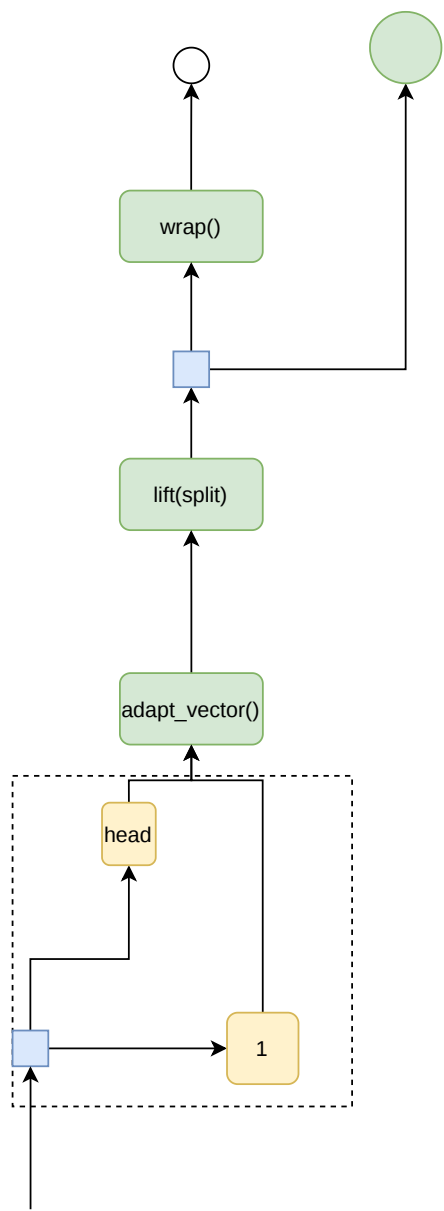 wrap()
lift(split)
adapt_vector()
head
1